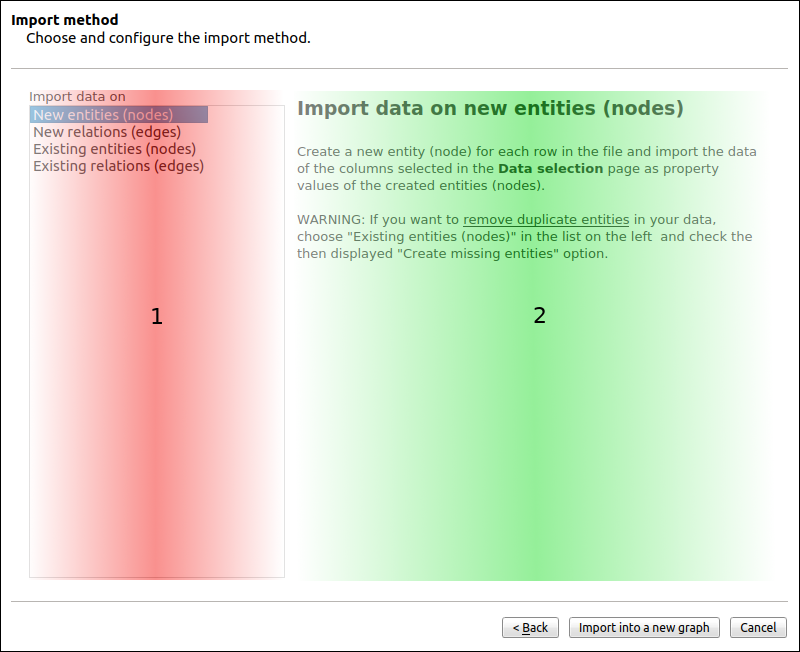 Import method
Choose and configure the import method.
Import data on
New entities (nodes)
New relations (edges)
Existing entities (nodes)
Existing relations (edges)
1
Import data on new entities (nodes)
Create a new entity (node) for each row in the file and import the data
of the columns selected in the Data selection page as property
values of the created entities (nodes).
WARNING: If you want to remove duplicate entities in your data,
choose "Existing entities (nodes)" in the list on the left  and check the
then displayed "Create missing entities" option.
2
< Back
Import into a new graph
Cancel